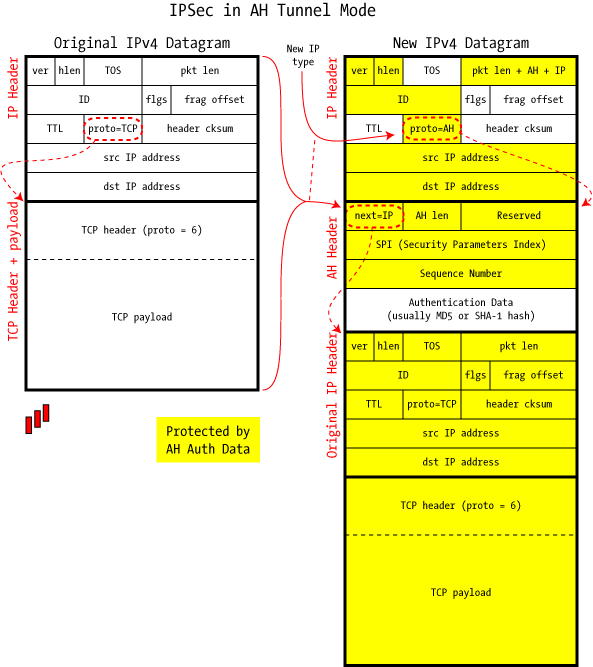 IPSec in AH Tunnel Mode
Original IPv4 Datagram
IP Header
ver hlen TOS pkt len
ID flgs frag offset
TTL proto=TCP header cksum
src IP address
dst IP address
TCP Header + payload
TCP header (proto = 6)
TCP payload
Protected by
AH Auth Data
New IP
type
New IPv4 Datagram
IP Header
ver hlen TOS pkt len + AH + IP
ID flgs frag offset
TTL proto=AH header cksum
src IP address
dst IP address
AH Header
next=IP AH len Reserved
SPI (Security Parameters Index)
Sequence Number
Authentication Data
(usually MD5 or SHA-1 hash)
Original IP Header
ver hlen TOS pkt len
ID flgs frag offset
TTL proto=TCP header cksum
src IP address
dst IP address
TCP header (proto = 6)
TCP payload